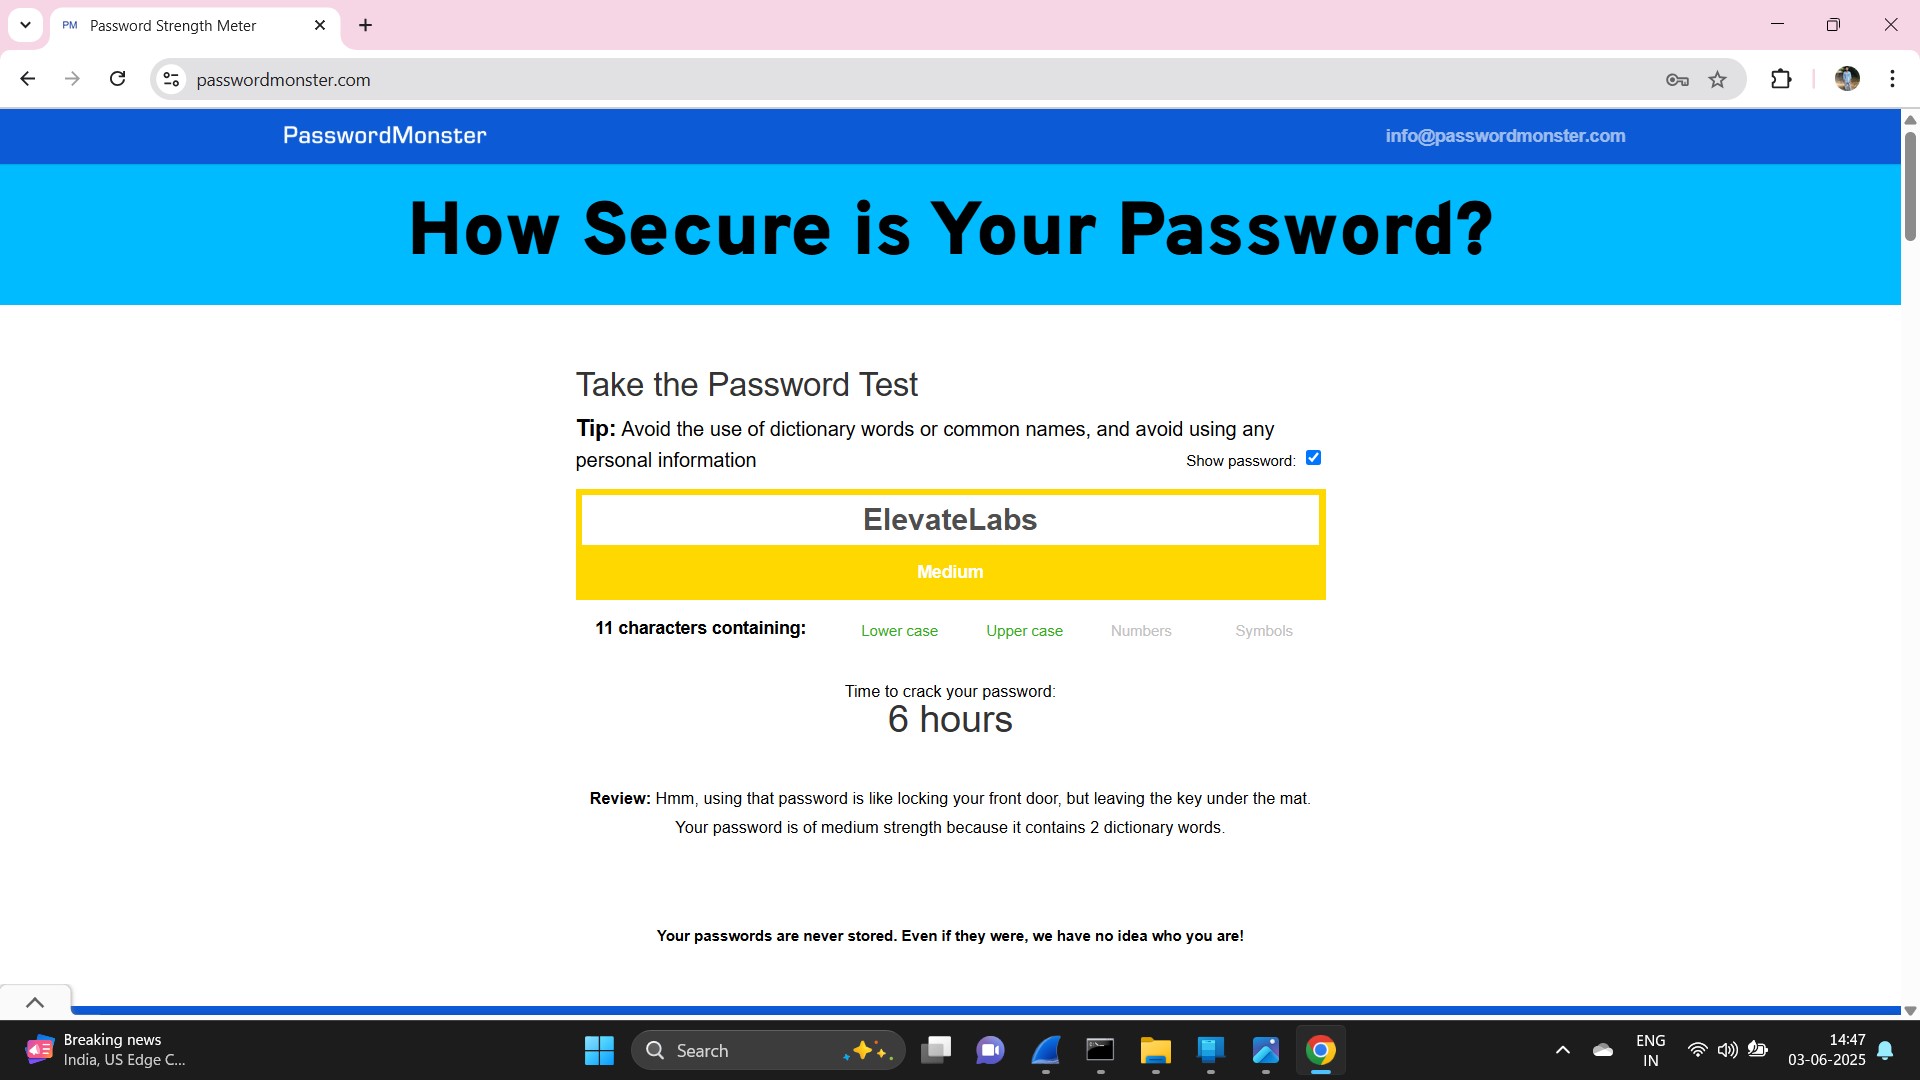 PM Password Strength Meter
passwordmonster.com
PasswordMonster info@passwordmonster.com
How Secure is Your Password?
Take the Password Test
Tip: Avoid the use of dictionary words or common names, and avoid using any
personal information Show password:
ElevateLabs
Medium
11 characters containing: Lower case Upper case Numbers Symbols
Time to crack your password:
6 hours
Review: Hmm, using that password is like locking your front door, but leaving the key under the mat.
Your password is of medium strength because it contains 2 dictionary words.
Your passwords are never stored. Even if they were, we have no idea who you are!
Breaking news
India, US Edge C...
Search
ENG
IN
14:47
03-06-2025